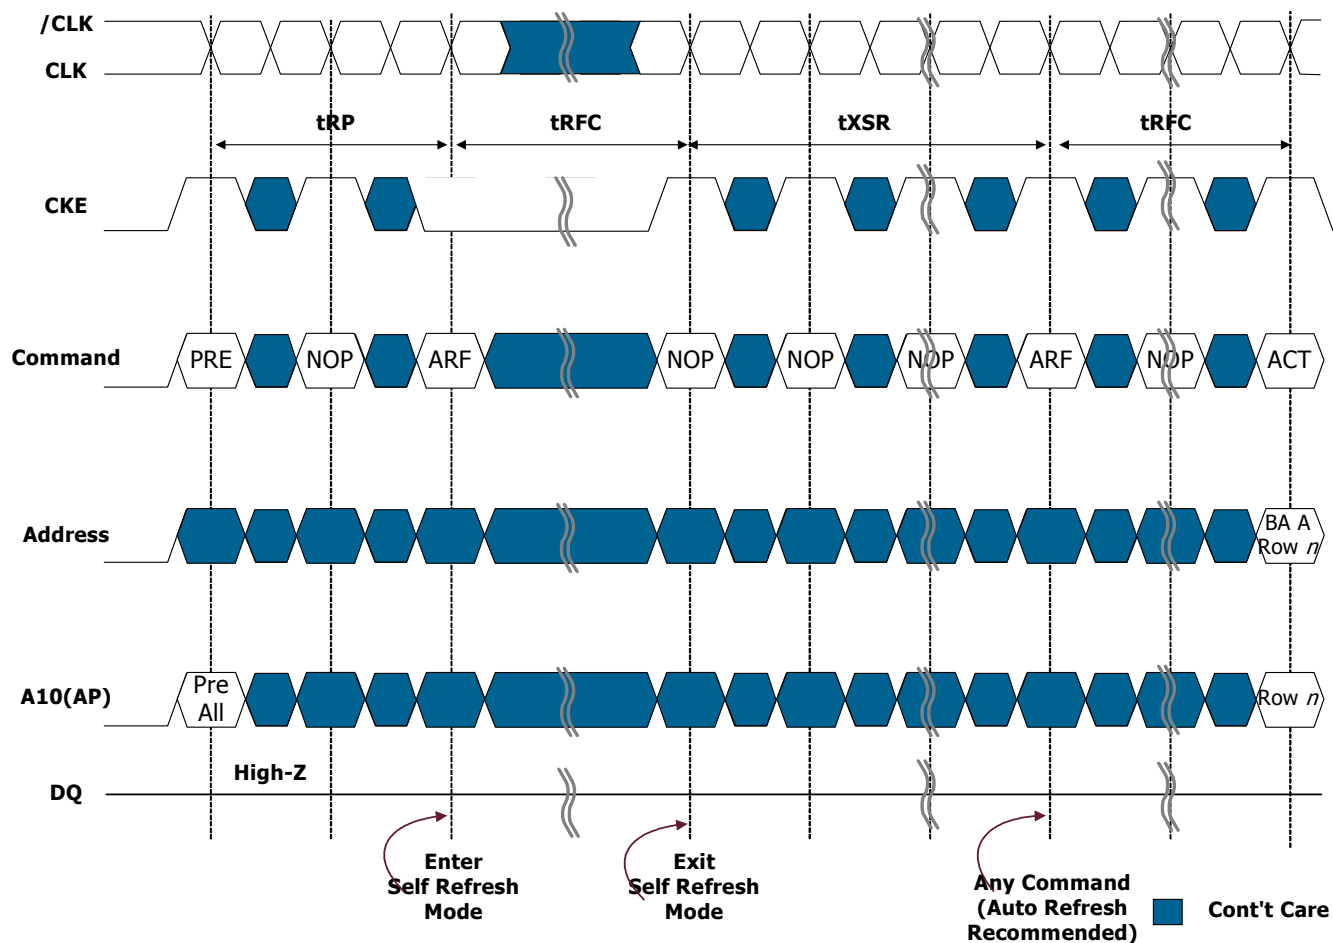 /CLK
CLK
tRP tRFC tXSR tRFC
CKE
Command PRE NOP ARF NOP NOP NOP ARF NOP ACT
Address BA A
Row n
A10(AP) Pre
All Row n
High-Z
DQ
Enter
Self Refresh
Mode
Exit
Self Refresh
Mode
Any Command
(Auto Refresh
Recommended)
Cont't Care